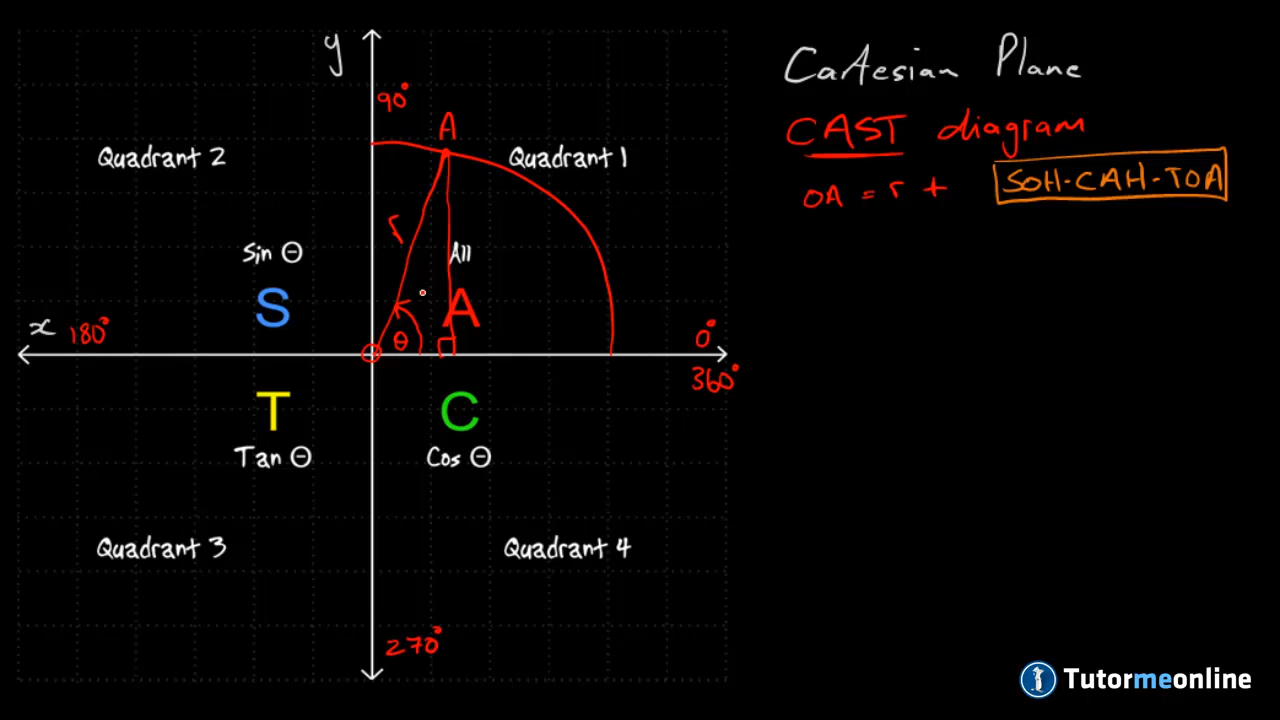 y
Cartesian Plane
90°
A
CAST diagram
Quadrant 2
Quadrant 1
OA = r +
SOH-CAH-TOA
r
Sin Θ
All
S
A
x
180°
θ
0°
360°
T
C
Tan Θ
Cos Θ
Quadrant 3
Quadrant 4
270°
Tutormeonline